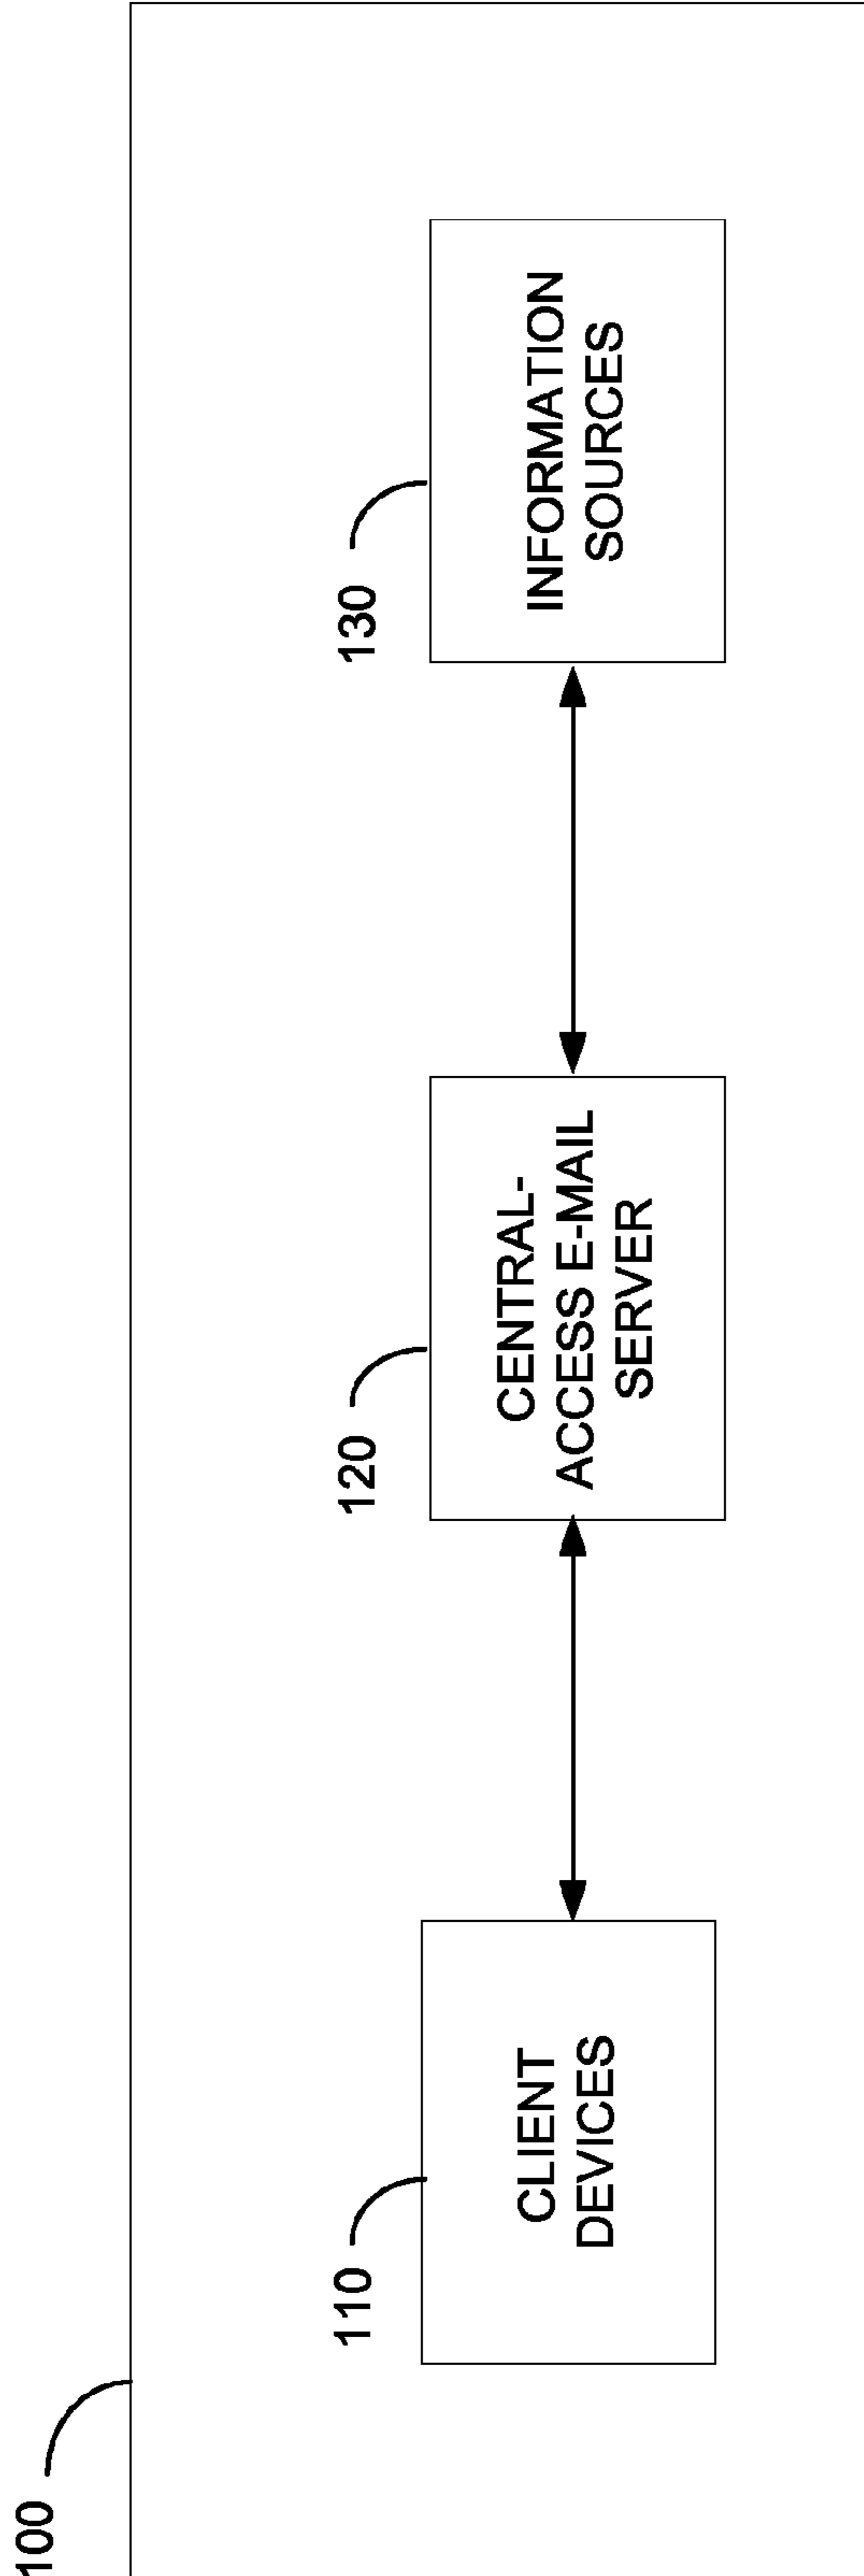 100
110
CLIENT
DEVICES
120
CENTRAL-
ACCESS E-MAIL
SERVER
130
INFORMATION
SOURCES